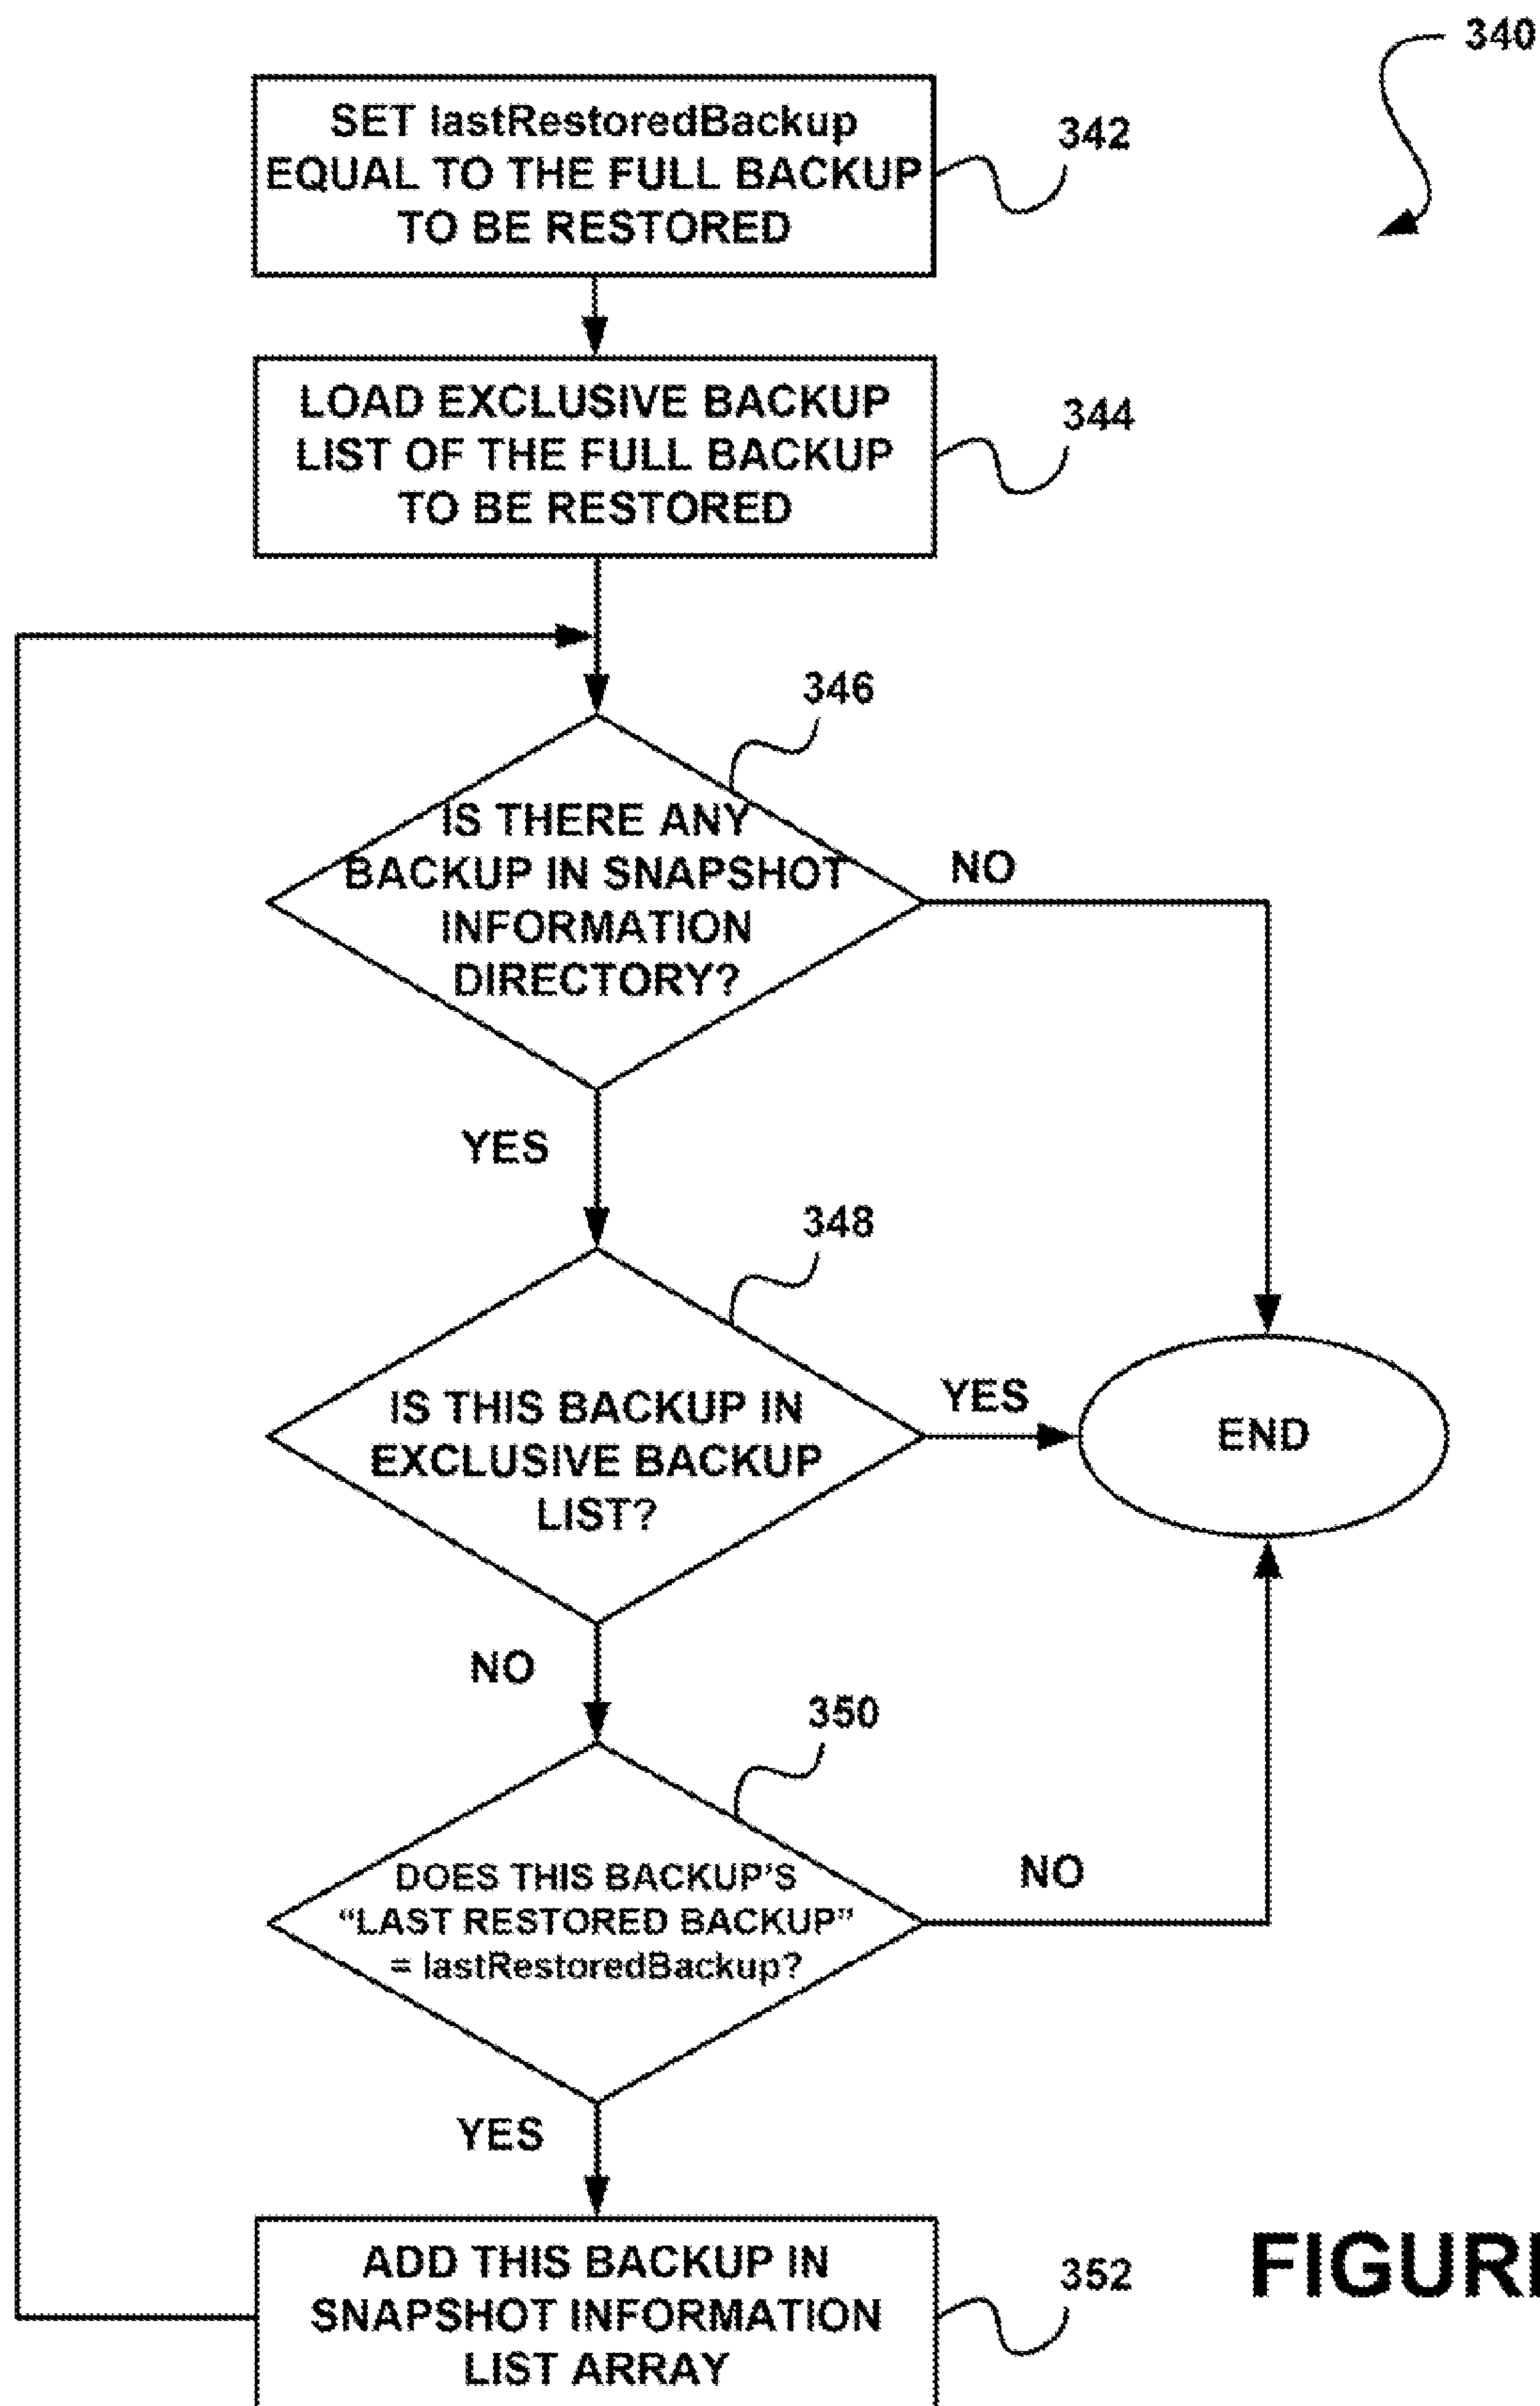 340
SET lastRestoredBackup
EQUAL TO THE FULL BACKUP
TO BE RESTORED
342
LOAD EXCLUSIVE BACKUP
LIST OF THE FULL BACKUP
TO BE RESTORED
344
346
IS THERE ANY
BACKUP IN SNAPSHOT
INFORMATION
DIRECTORY?
NO
YES
348
IS THIS BACKUP IN
EXCLUSIVE BACKUP
LIST?
YES
END
NO
350
DOES THIS BACKUP'S
“LAST RESTORED BACKUP”
= lastRestoredBackup?
NO
YES
ADD THIS BACKUP IN
SNAPSHOT INFORMATION
LIST ARRAY
352
FIGURE